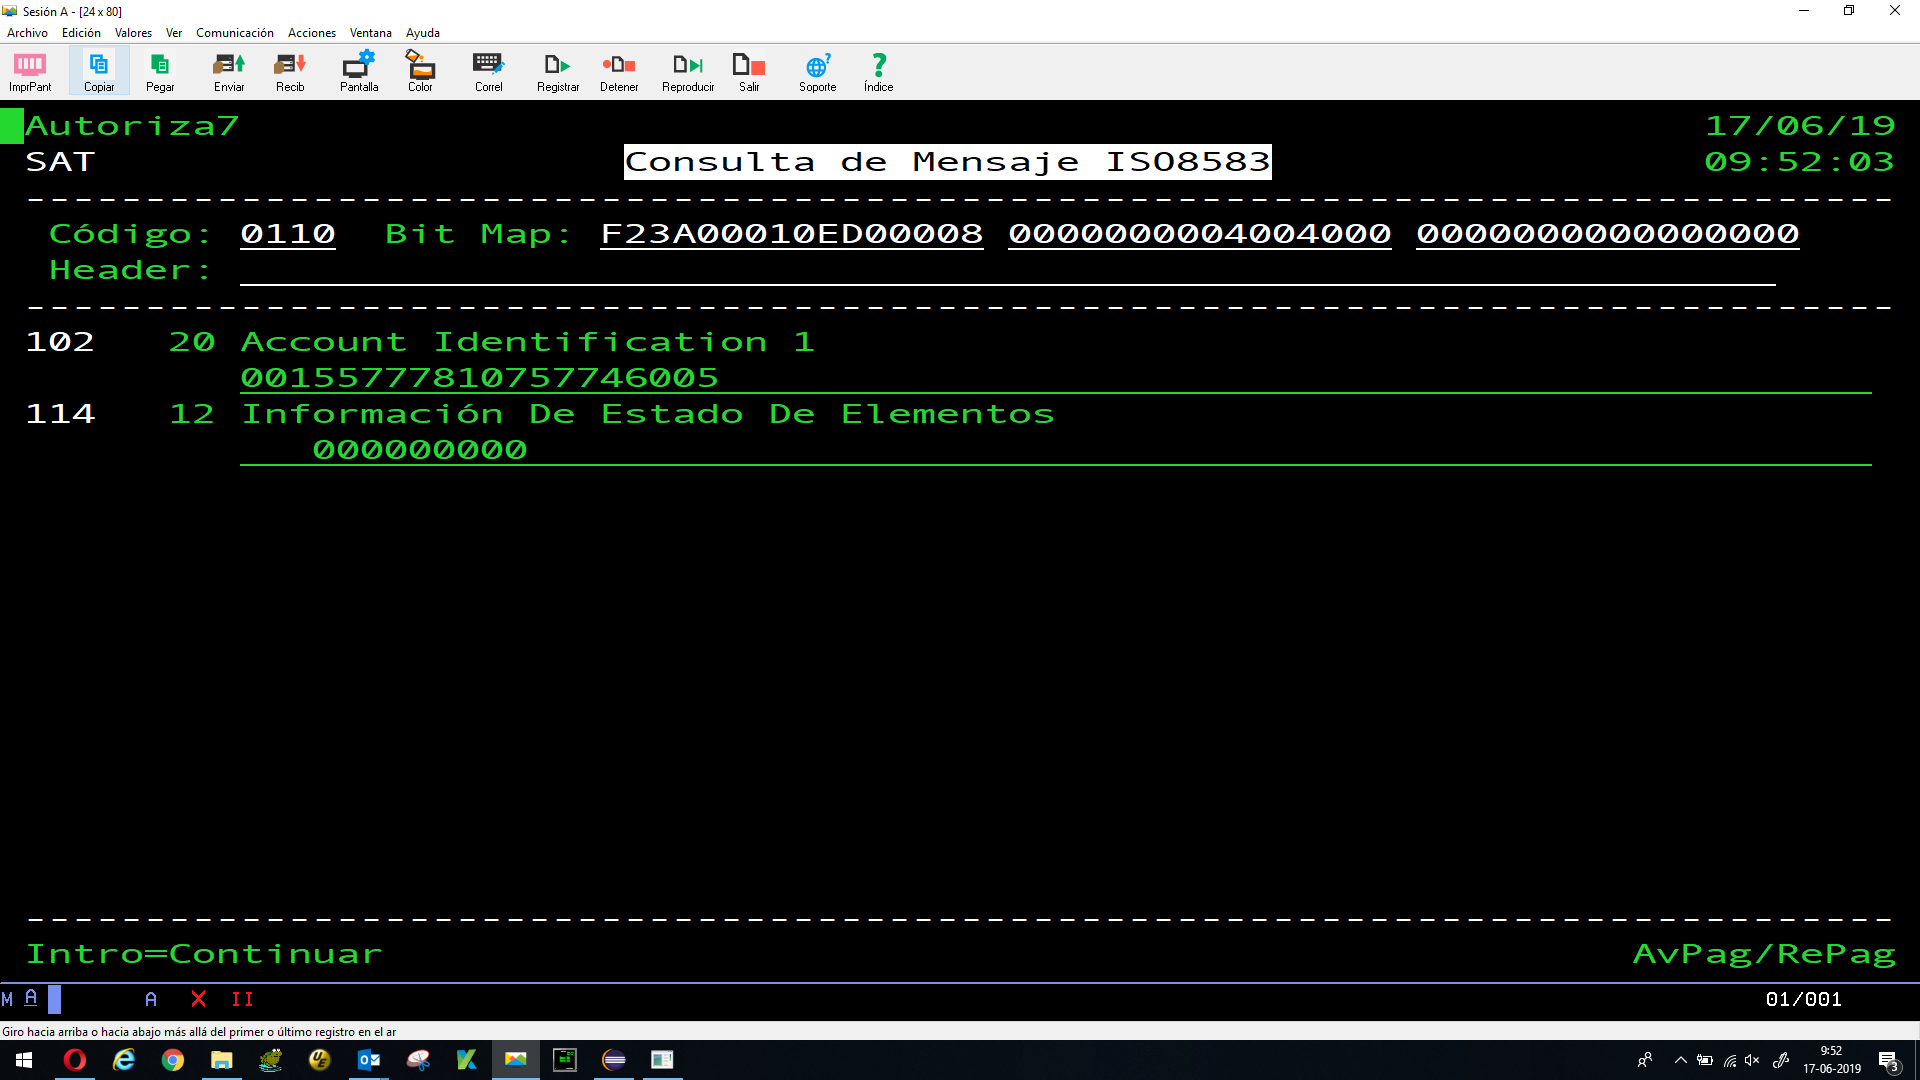 Sesión A - [24 x 80]
Archivo Edición Valores Ver Comunicación Acciones Ventana Ayuda
ImprPant Copiar Pegar Enviar Recib Pantalla Color Correl Registrar Detener Reproducir Salir Soporte Índice
Autoriza7 17/06/19
SAT Consulta de Mensaje ISO8583 09:52:03
Código: 0110 Bit Map: F23A00010ED00008 0000000004004000 0000000000000000
Header:
102 20 Account Identification 1
00155777810757746005
114 12 Información De Estado De Elementos
000000000
Intro=Continuar AvPag/RePag
M A A X II 01/001
Giro hacia arriba o hacia abajo más allá del primer o último registro en el ar
9:52
17-06-2019
3